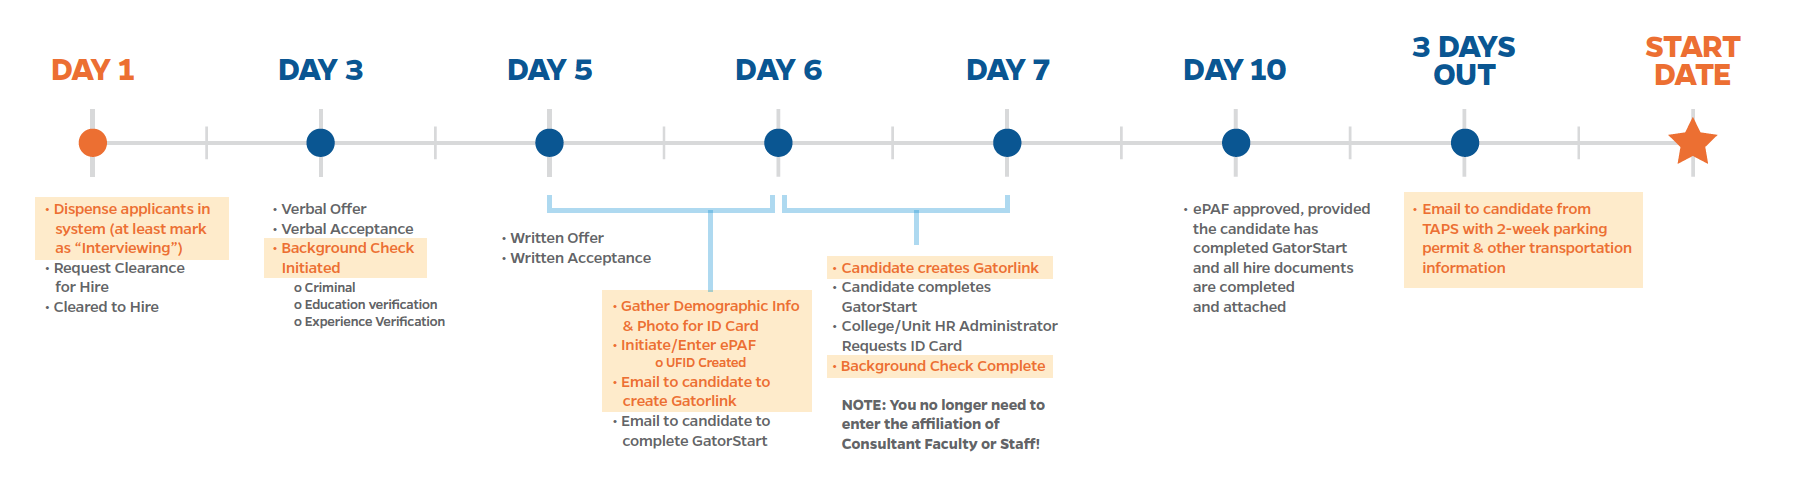 DAY 1
DAY 3
DAY 5
DAY 6
DAY 7
DAY 10
3 DAYS
OUT
START
DATE
• Dispense applicants in
system (at least mark
as “Interviewing”)
• Request Clearance
for Hire
• Cleared to Hire
• Verbal Offer
• Verbal Acceptance
• Background Check
Initiated
o Criminal
o Education verification
o Experience Verification
• Written Offer
• Written Acceptance
• Gather Demographic Info
& Photo for ID Card
• Initiate/Enter ePAF
o UFID Created
• Email to candidate to
create Gatorlink
• Email to candidate to
complete GatorStart
• Candidate creates Gatorlink
• Candidate completes
GatorStart
• College/Unit HR Administrator
Requests ID Card
• Background Check Complete
NOTE: You no longer need to
enter the affiliation of
Consultant Faculty or Staff!
• ePAF approved, provided
the candidate has
completed GatorStart
and all hire documents
are completed
and attached
• Email to candidate from
TAPS with 2-week parking
permit & other transportation
information